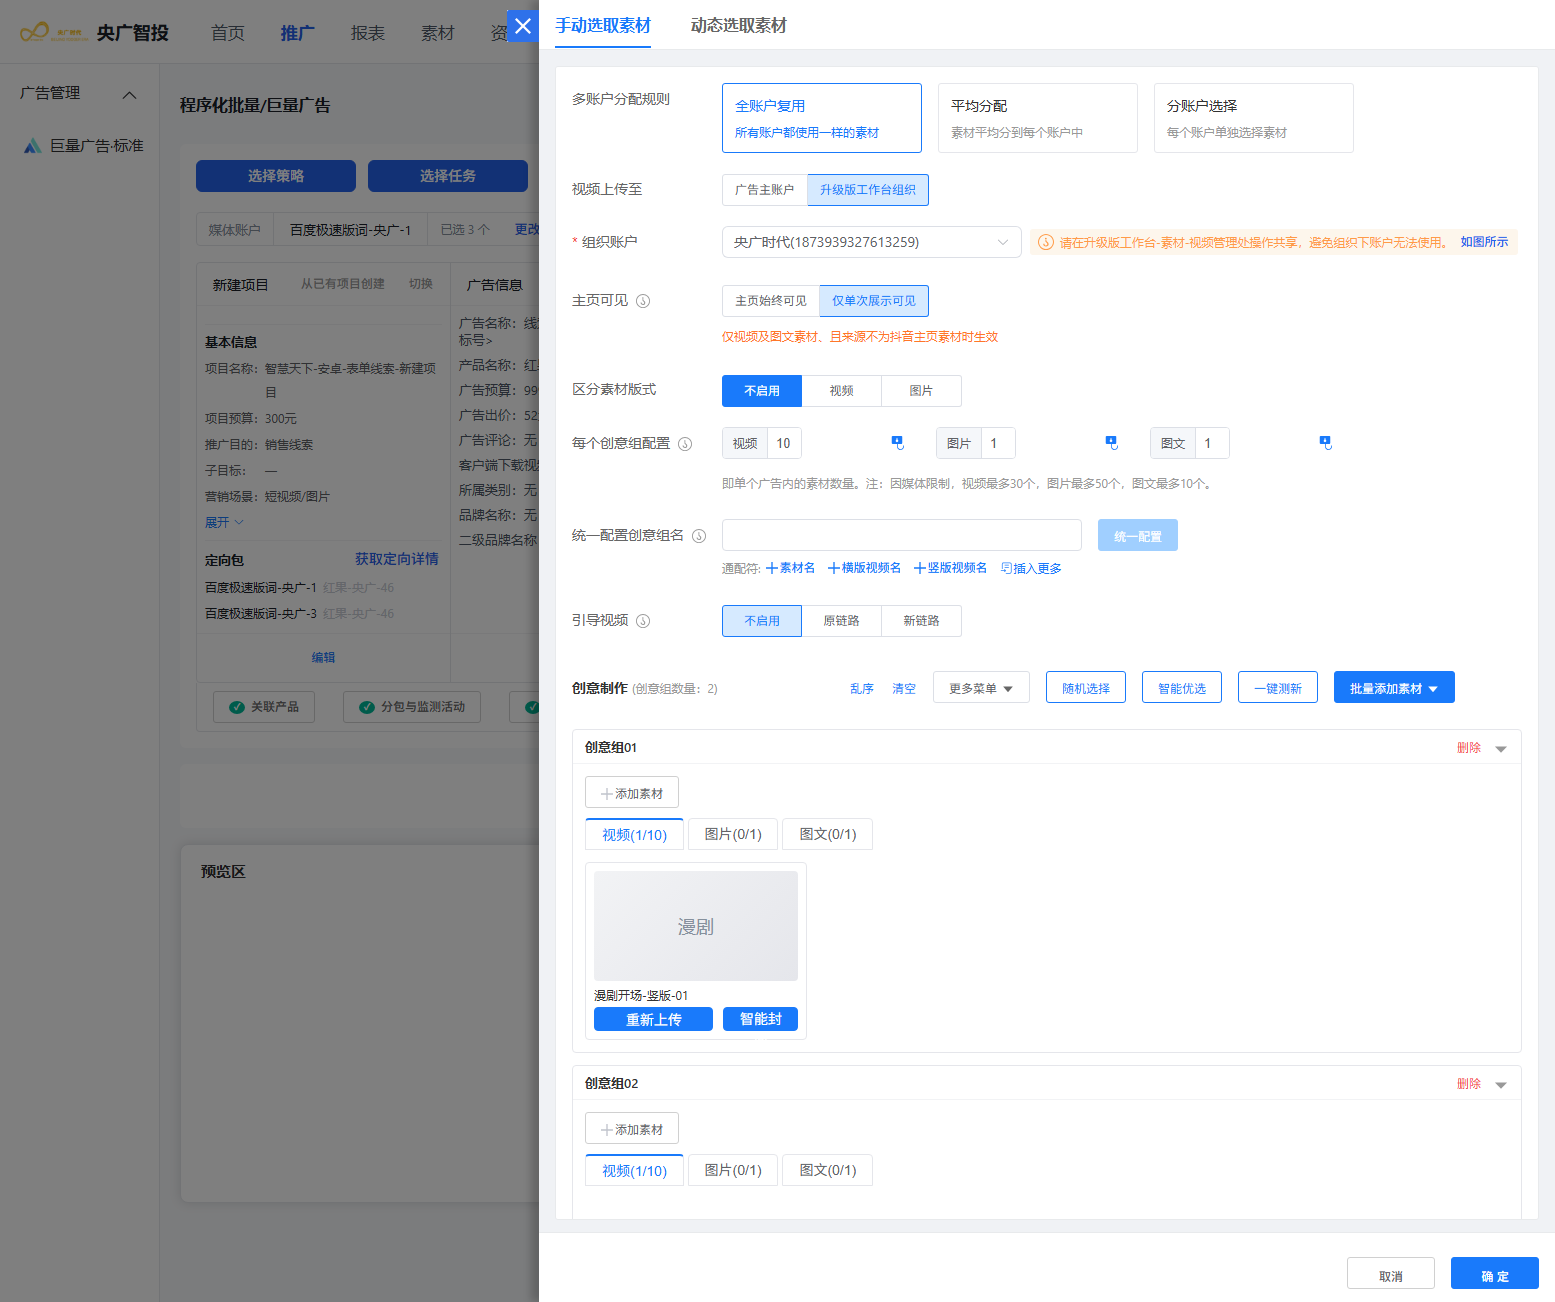 央广智投
首页
推广
报表
素材
手动选取素材
动态选取素材
广告管理
巨量广告·标准
程序化批量/巨量广告
选择策略
选择任务
媒体账户
百度极速版词-央广-1
已选 3 个
更改
新建项目
从已有项目创建
切换
广告信息
基本信息
项目名称：
智慧天下-安卓-表单线索-新建项
目
项目预算：
300元
推广目的：
销售线索
子目标：
—
营销场景：
短视频/图片
展开
广告名称：
标号>
产品名称：
广告预算：
广告出价：
广告评论：无
客户端下载视
所属类别：无
品牌名称：无
二级品牌名称
定向包
获取定向详情
百度极速版词-央广-1
红果-央广-46
百度极速版词-央广-3
红果-央广-46
编辑
关联产品
分包与监测活动
预览区
多账户分配规则
全账户复用
所有账户都使用一样的素材
平均分配
素材平均分到每个账户中
分账户选择
每个账户单独选择素材
视频上传至
广告主账户
升级版工作台组织
* 组织账户
央广时代(1873939327613259)
请在升级版工作台-素材-视频管理处操作共享，避免组织下账户无法使用。
如图所示
主页可见
主页始终可见
仅单次展示可见
仅视频及图文素材、且来源不为抖音主页素材时生效
区分素材版式
不启用
视频
图片
每个创意组配置
视频
10
图片
1
图文
1
即单个广告内的素材数量。注：因媒体限制，视频最多30个，图片最多50个，图文最多10个。
统一配置创意组名
统一配置
通配符:
素材名
横版视频名
竖版视频名
插入更多
引导视频
不启用
原链路
新链路
创意制作 (创意组数量：2)
乱序
清空
更多菜单
随机选择
智能优选
一键测新
批量添加素材
创意组01
删除
添加素材
视频(1/10)
图片(0/1)
图文(0/1)
漫剧
漫剧开场-竖版-01
重新上传
智能封
创意组02
删除
添加素材
视频(1/10)
图片(0/1)
图文(0/1)
取消
确 定